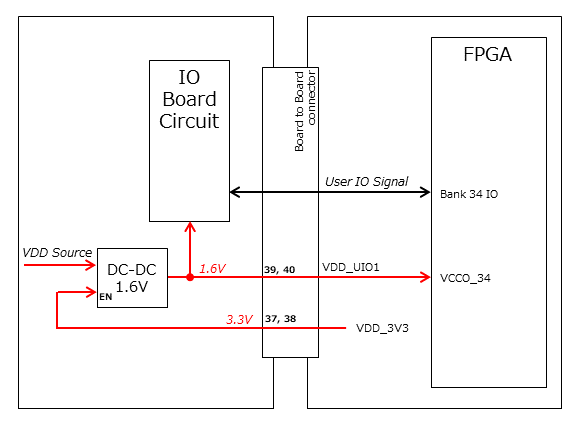 FPGA
IO
Board
Circuit
Board to Board
connector
User IO Signal
Bank 34 IO
VDD Source
DC-DC
1.6V
EN
1.6V
39, 40
VDD_UIO1
VCCO_34
3.3V
37, 38
VDD_3V3